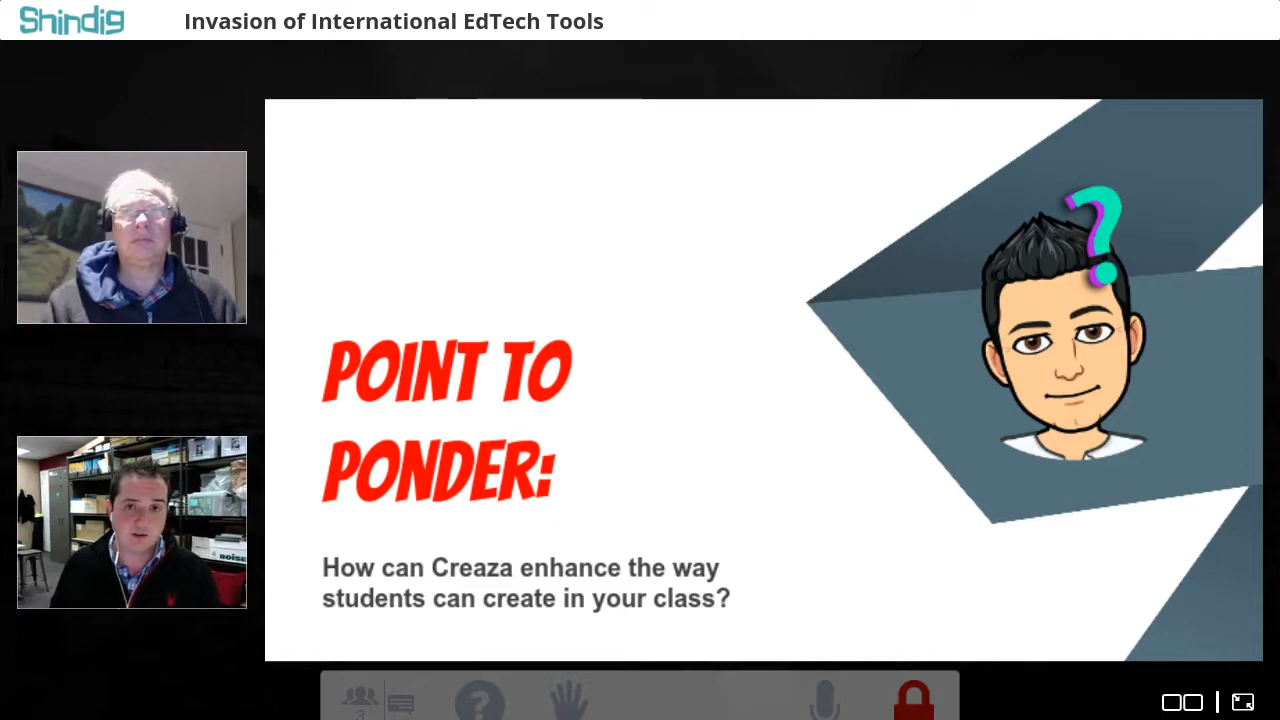 Shindig
Invasion of International EdTech Tools
POINT TO
PONDER:
How can Creaza enhance the way
students can create in your class?
?
3